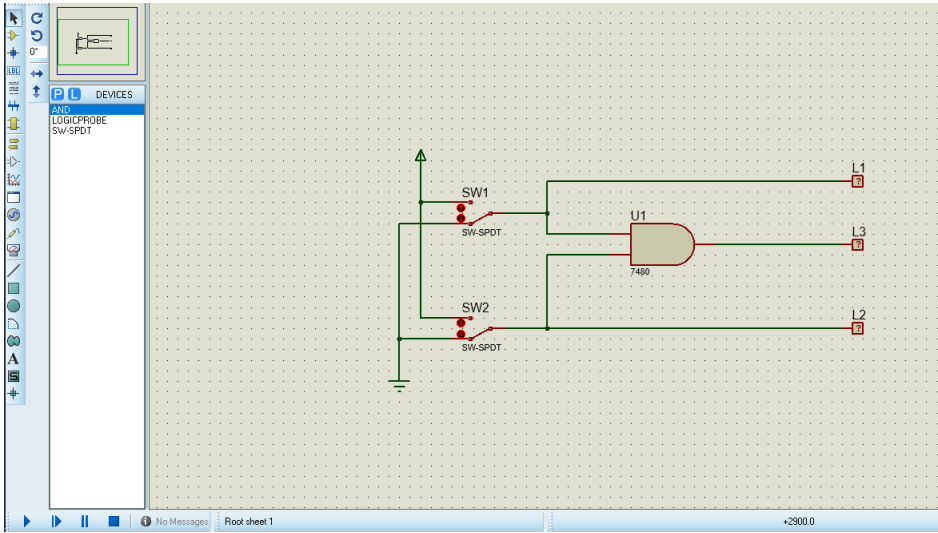 0°
LBL
P L DEVICES
AND
LOGICPROBE
SW-SPDT
A
S
L1
?
SW1
SW-SPDT
U1
7480
L3
?
SW2
SW-SPDT
L2
?
No Messages
Root sheet 1
+2900.0